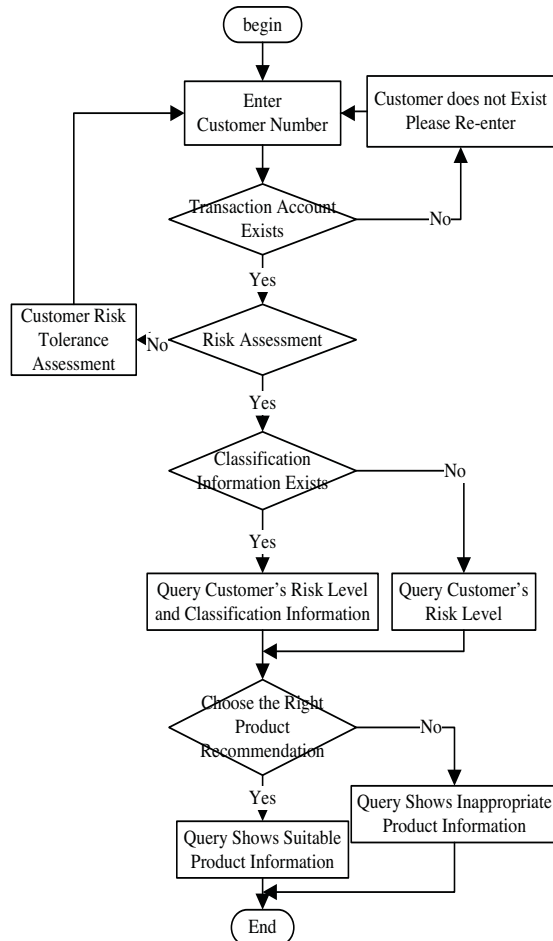 begin
Enter
Customer Number
Customer does not Exist
Please Re-enter
Transaction Account
Exists
No
Yes
Customer Risk
Tolerance
Assessment
No
Risk Assessment
Yes
Classification
Information Exists
No
Yes
Query Customer's Risk Level
and Classification Information
Query Customer's
Risk Level
Choose the Right
Product
Recommendation
No
Yes
Query Shows Inappropriate
Product Information
Query Shows Suitable
Product Information
End